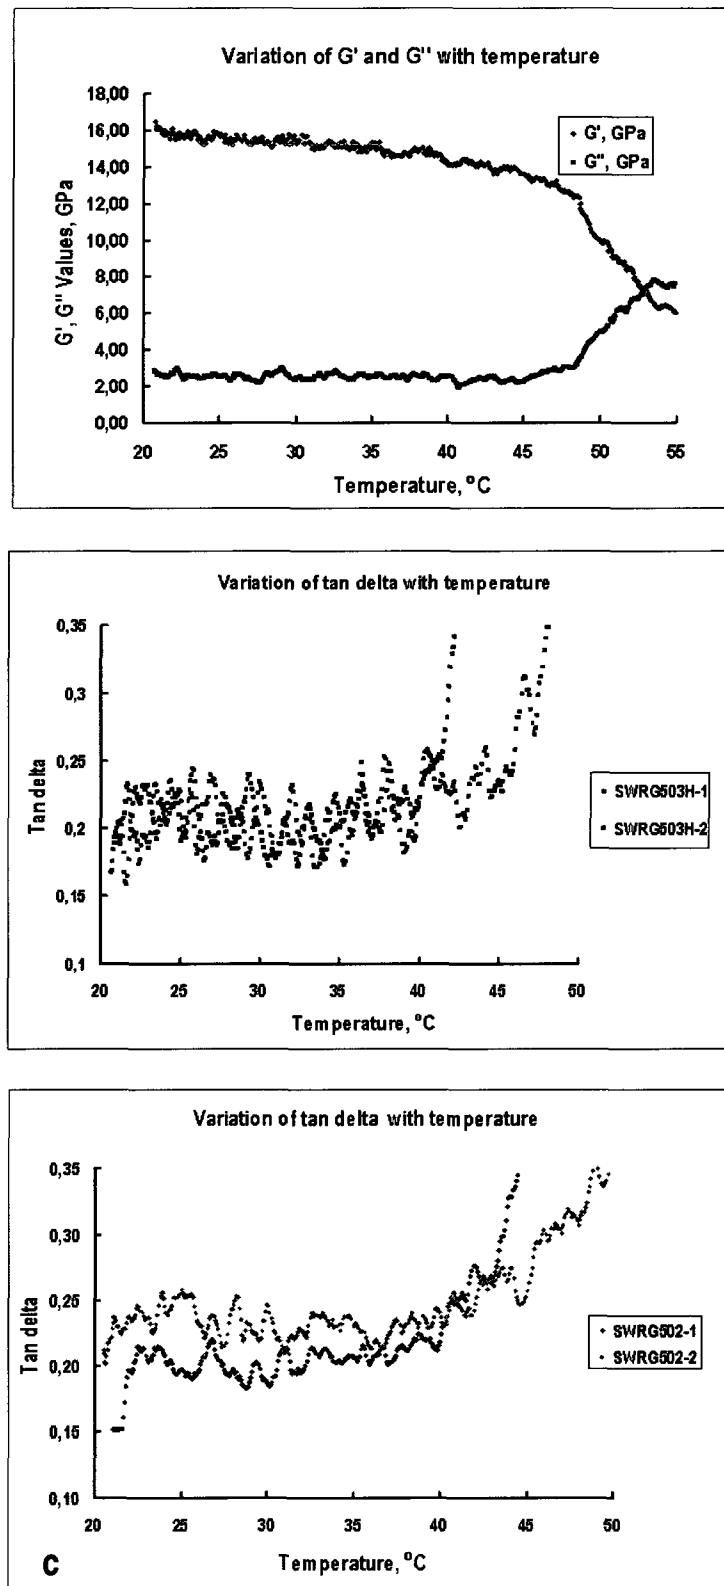 Variation of G' and G'' with temperature
18,00
16,00
14,00
12,00
10,00
8,00
6,00
4,00
2,00
0,00
G', G'' Values, GPa
G', GPa
G'', GPa
20 25 30 35 40 45 50 55
Temperature, °C
Variation of tan delta with temperature
0,35
0,3
0,25
0,2
0,15
0,1
Tan delta
SWRG503H-1
SWRG503H-2
20 25 30 35 40 45 50
Temperature, °C
Variation of tan delta with temperature
0,35
0,30
0,25
0,20
0,15
0,10
Tan delta
SWRG502-1
SWRG502-2
20 25 30 35 40 45 50
Temperature, °C
C